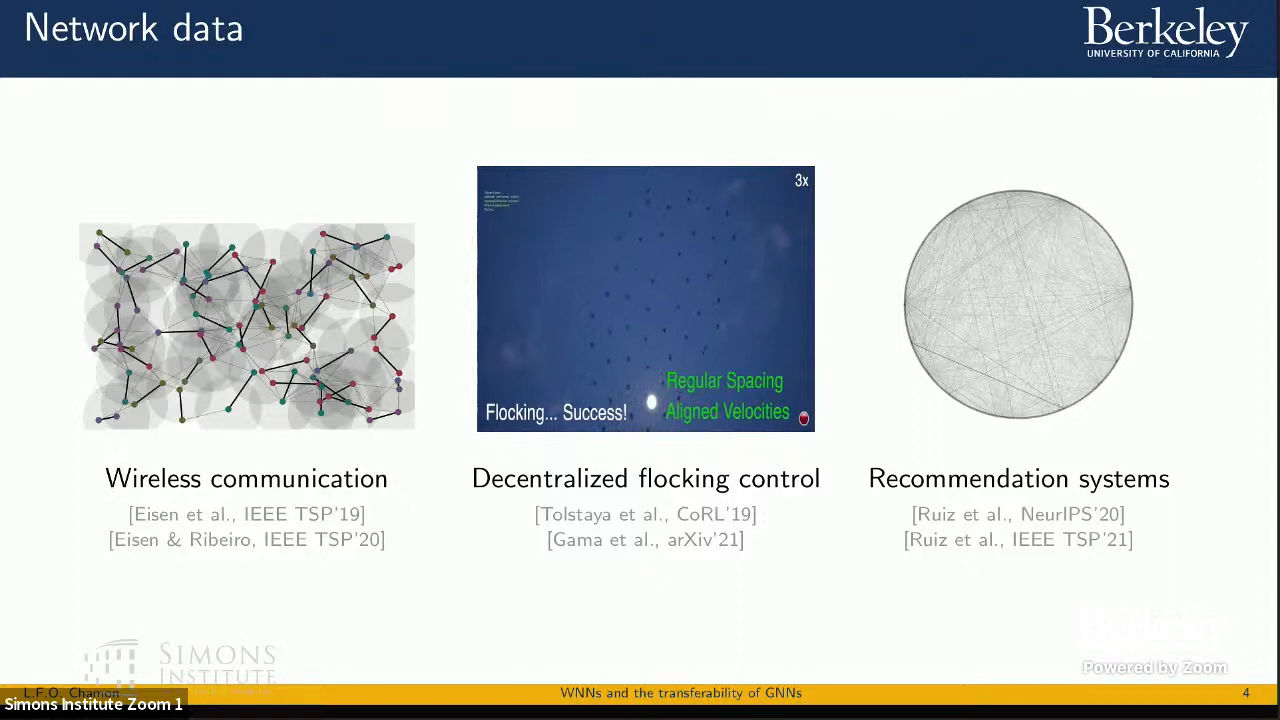 Network data
Berkeley
UNIVERSITY OF CALIFORNIA
3x
Regular Spacing
Flocking... Success!
Aligned Velocities
Wireless communication
[Eisen et al., IEEE TSP'19]
[Eisen & Ribeiro, IEEE TSP'20]
Decentralized flocking control
[Tolstaya et al., CoRL'19]
[Gama et al., arXiv'21]
Recommendation systems
[Ruiz et al., NeurIPS'20]
[Ruiz et al., IEEE TSP'21]
SIMONS
INSTITUTE
Berkeley
Powered by Zoom
L.F.O. Chamon
WNNs and the transferability of GNNs
4
Simons Institute Zoom 1